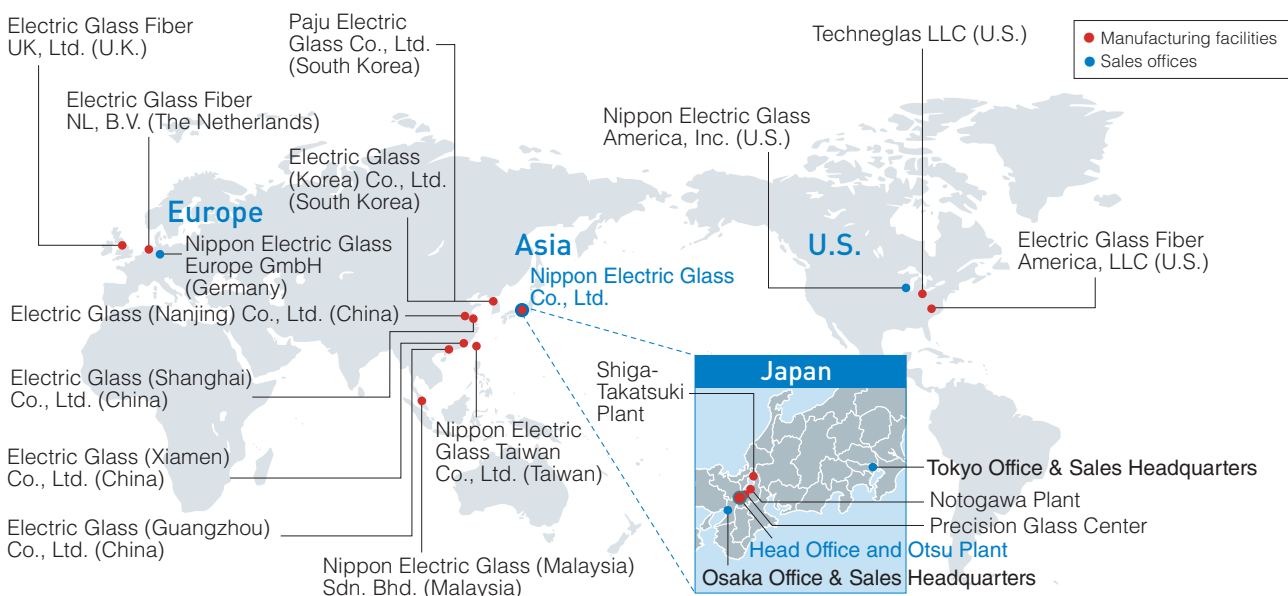 Electric Glass Fiber
UK, Ltd. (U.K.)
Paju Electric
Glass Co., Ltd.
(South Korea)
Techneglas LLC (U.S.)
Manufacturing facilities
Sales offices
Electric Glass Fiber
NL, B.V. (The Netherlands)
Nippon Electric Glass
America, Inc. (U.S.)
Electric Glass
(Korea) Co., Ltd.
(South Korea)
Europe
Nippon Electric Glass
Europe GmbH
(Germany)
Asia
Nippon Electric Glass
Co., Ltd.
U.S.
Electric Glass Fiber
America, LLC (U.S.)
Electric Glass (Nanjing) Co., Ltd. (China)
Electric Glass (Shanghai)
Co., Ltd. (China)
Electric Glass (Xiamen)
Co., Ltd. (China)
Electric Glass (Guangzhou)
Co., Ltd. (China)
Nippon Electric
Glass Taiwan
Co., Ltd. (Taiwan)
Nippon Electric Glass (Malaysia)
Sdn. Bhd. (Malaysia)
Shiga-
Takatsuki
Plant
Japan
Tokyo Office & Sales Headquarters
Notogawa Plant
Precision Glass Center
Head Office and Otsu Plant
Osaka Office & Sales Headquarters